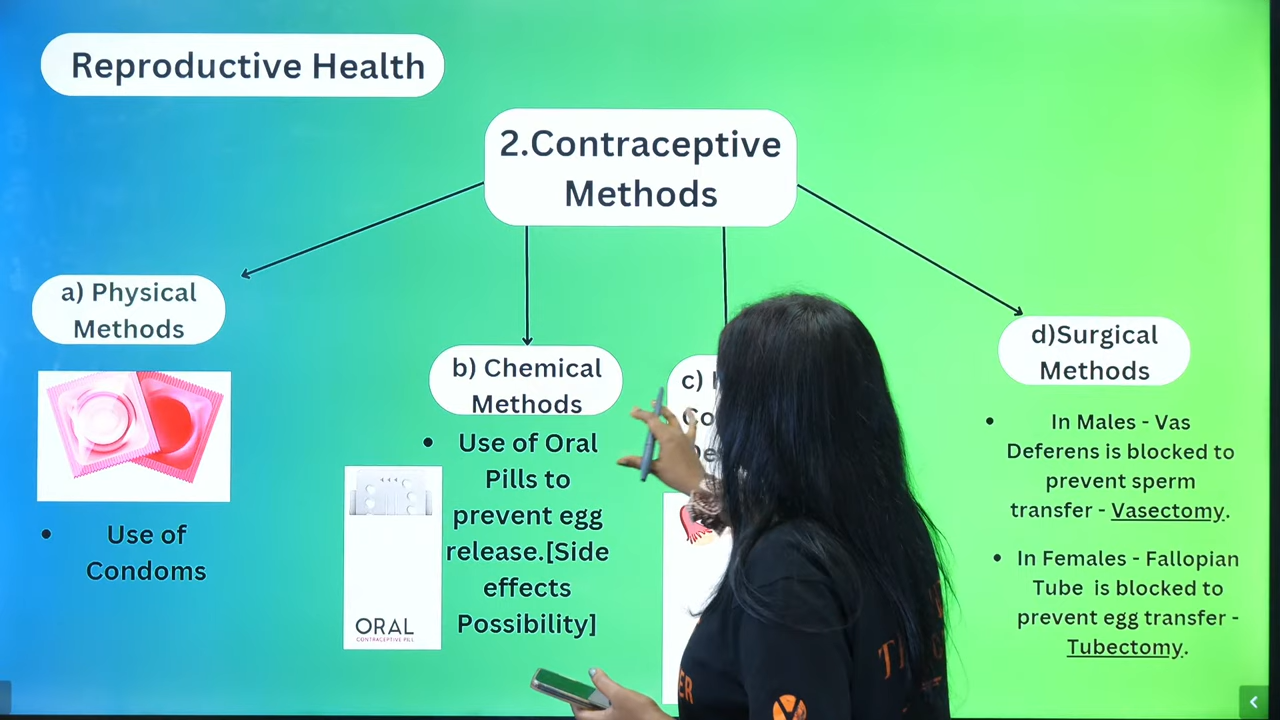 Reproductive Health
2.Contraceptive
Methods
a) Physical
Methods
• Use of
Condoms
b) Chemical
Methods
• Use of Oral
Pills to
prevent egg
release.[Side
effects
Possibility]
ORAL
CONTRACEPTIVE PILL
c)
d)Surgical
Methods
• In Males - Vas
Deferens is blocked to
prevent sperm
transfer - Vasectomy.
• In Females - Fallopian
Tube is blocked to
prevent egg transfer -
Tubectomy.